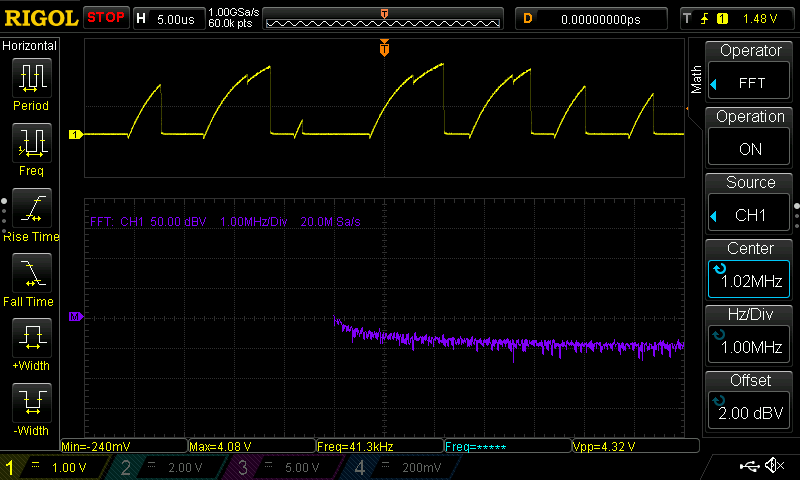 RIGOL STOP H 5.00us 1.00GSa/s 60.0k pts T D 0.00000000ps T 1 1.48 V
Horizontal
Period
Freq
Rise Time
Fall Time
+Width
-Width
T
1
FFT: CH1 50.00 dBV 1.00MHz/Div 20.0M Sa/s
M
Math
Operator
FFT
Operation
ON
Source
CH1
Center
1.02MHz
Hz/Div
1.00MHz
Offset
2.00 dBV
Min=-240mV Max=4.08 V Freq=41.3kHz Freq=***** Vpp=4.32 V
1 1.00 V 2 2.00 V 3 5.00 V 4 200mV